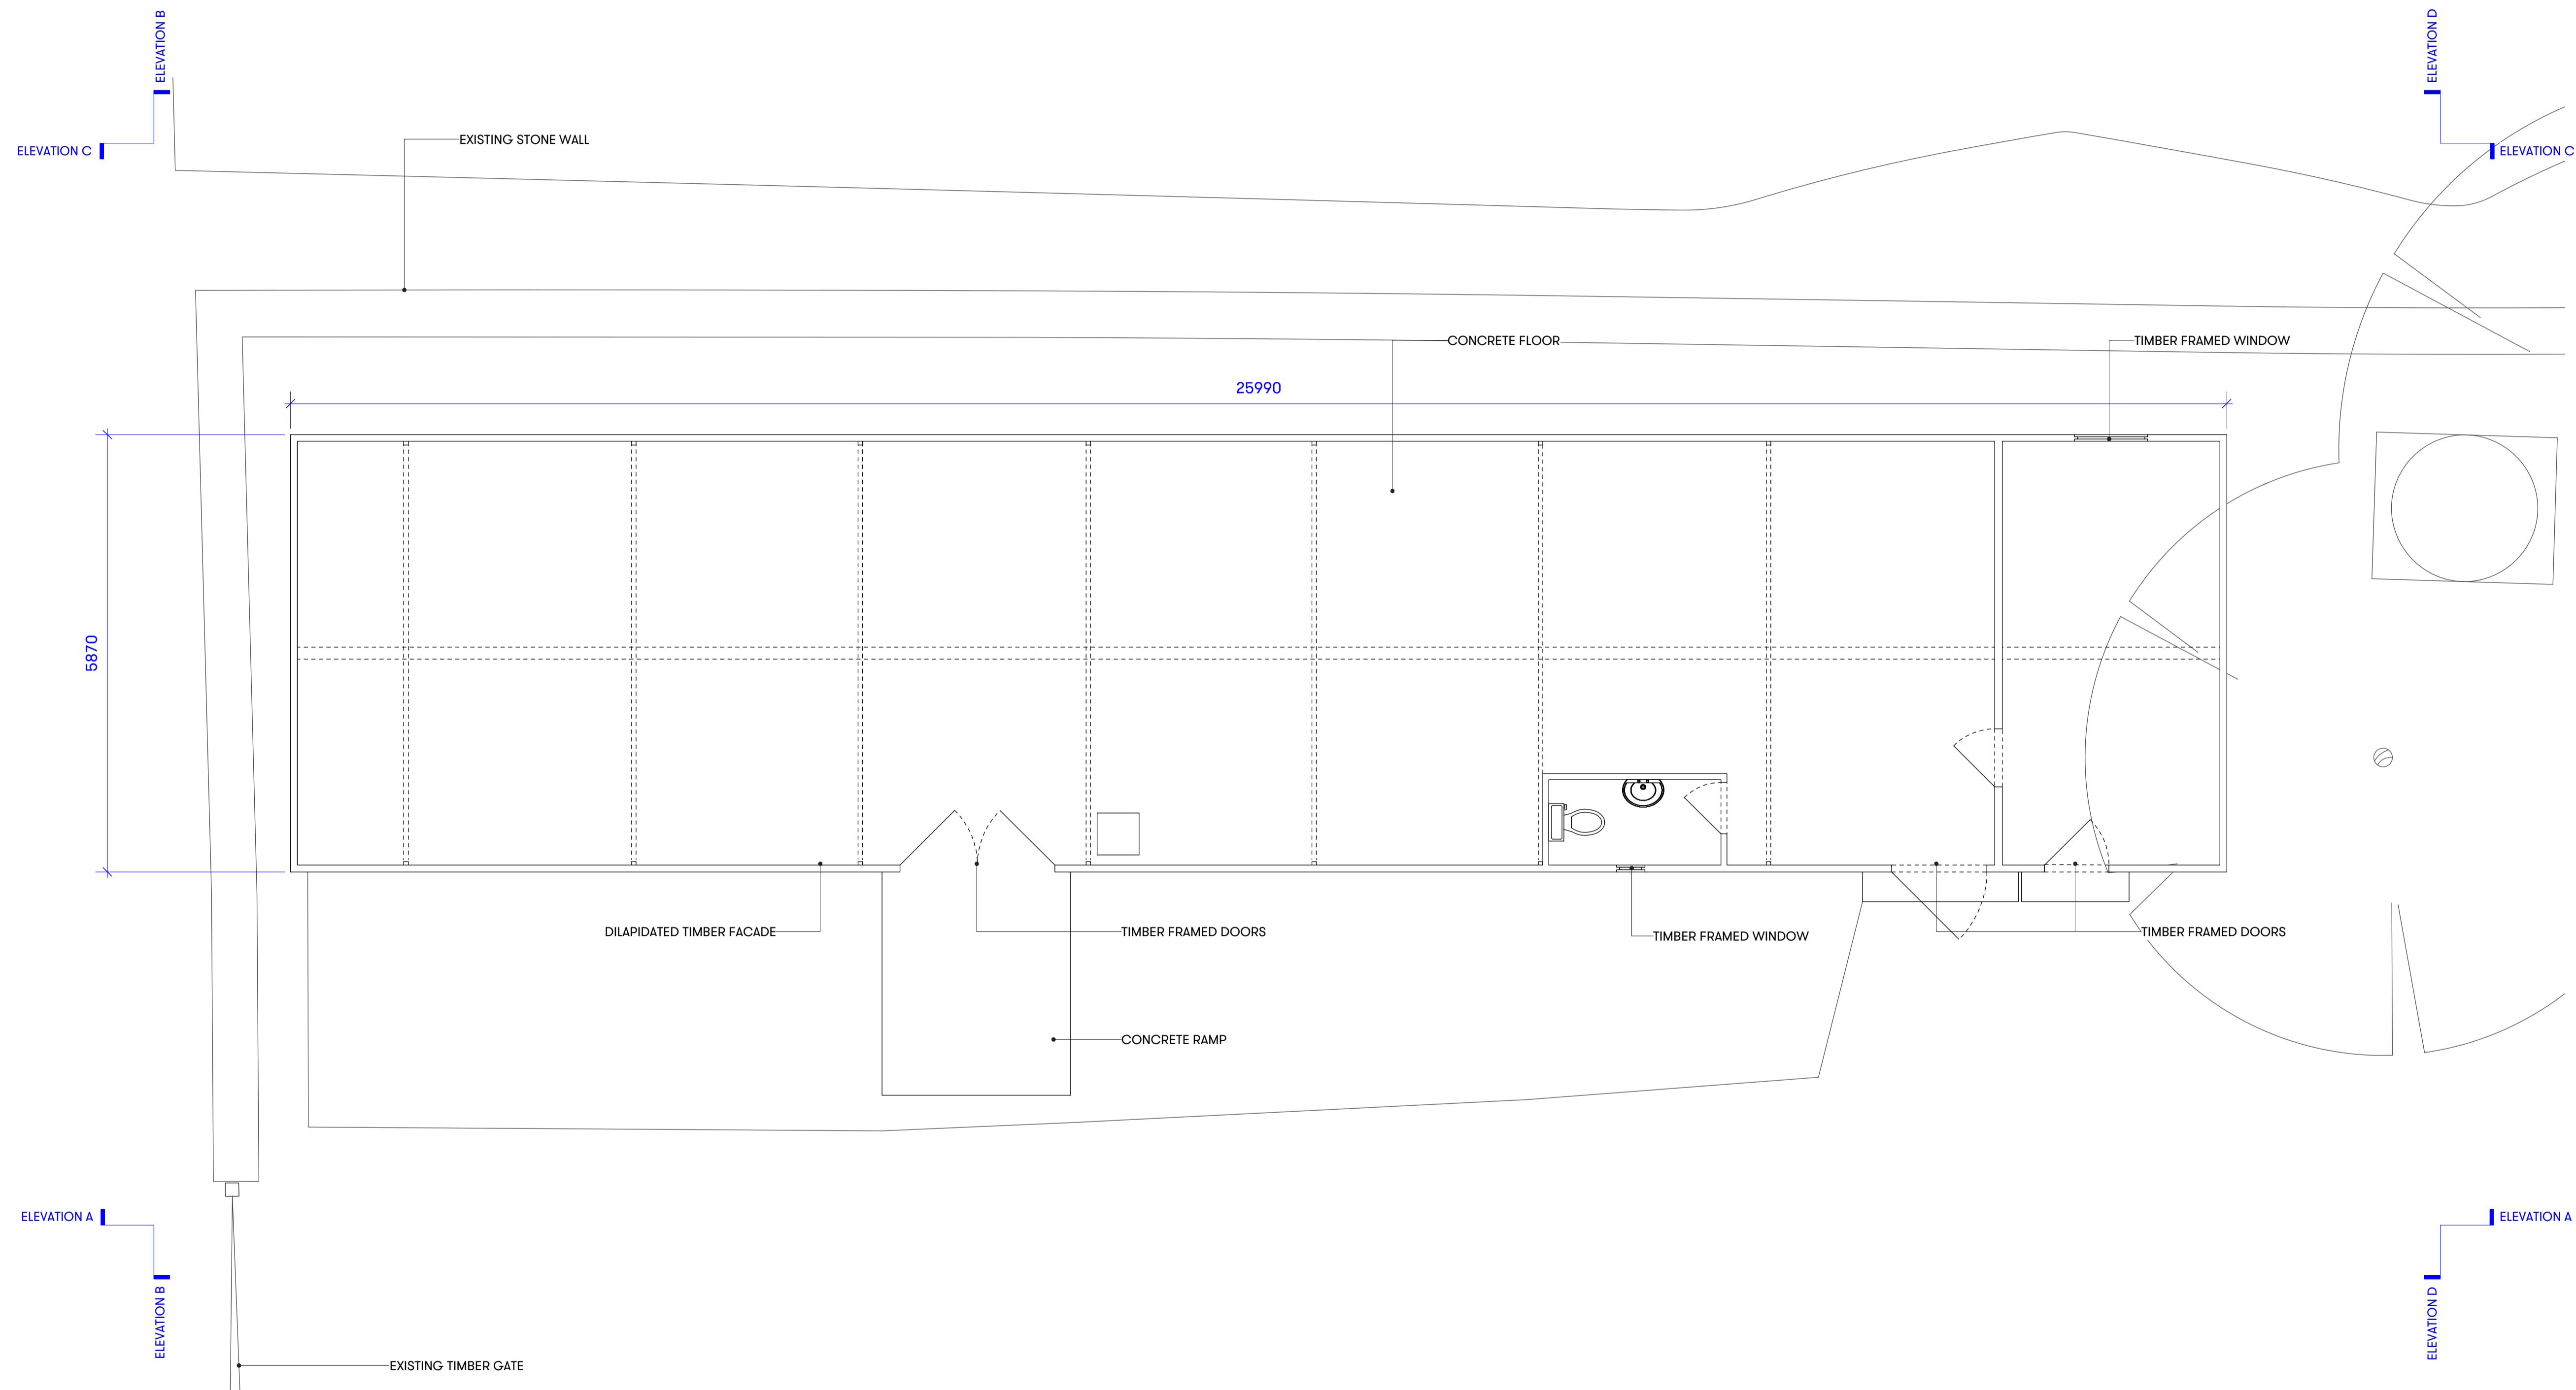 ELEVATION B
ELEVATION D
ELEVATION C
EXISTING STONE WALL
ELEVATION C
CONCRETE FLOOR
TIMBER FRAMED WINDOW
25990
5870
DILAPIDATED TIMBER FACADE
TIMBER FRAMED DOORS
TIMBER FRAMED WINDOW
TIMBER FRAMED DOORS
CONCRETE RAMP
ELEVATION A
ELEVATION A
ELEVATION B
ELEVATION D
EXISTING TIMBER GATE